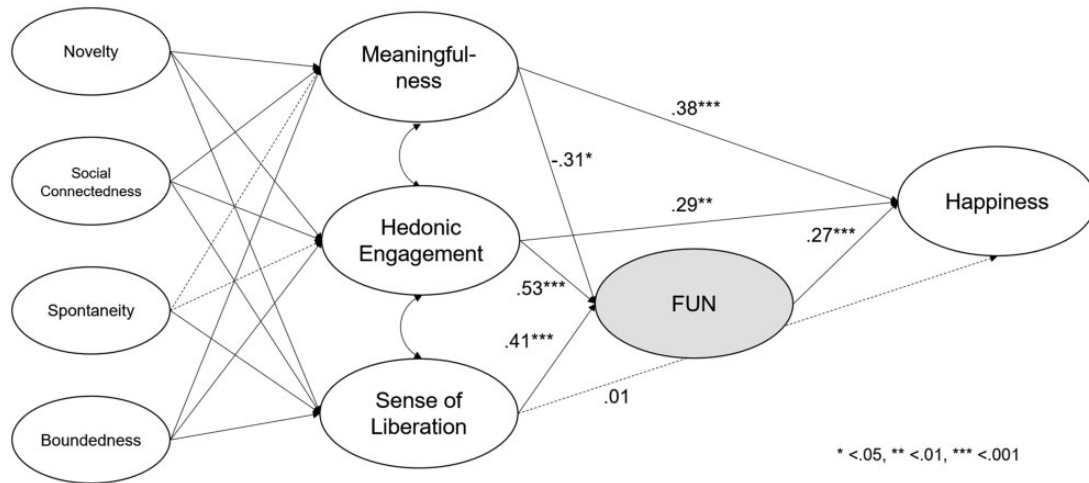 Novelty
Social
Connectedness
Spontaneity
Boundedness
Meaningful-
ness
Hedonic
Engagement
Sense of
Liberation
.38***
-.31*
.29**
.53***
.41***
.27***
.01
FUN
Happiness
* <.05, ** <.01, *** <.001